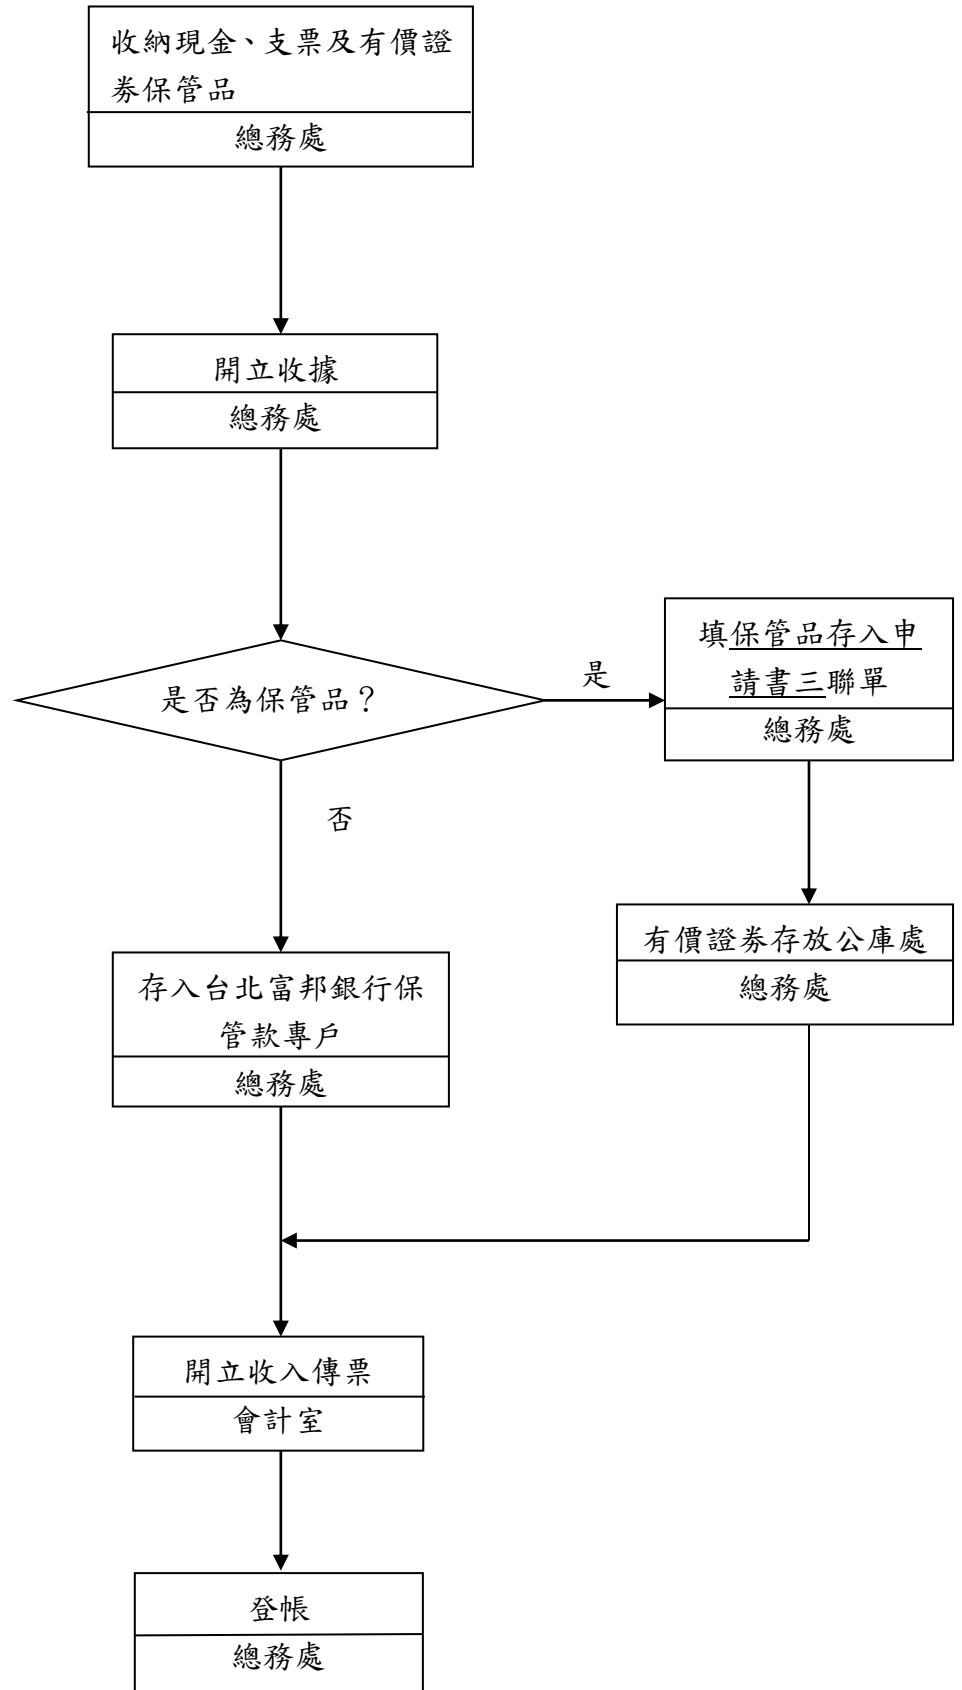 收納現金、支票及有價證
券保管品
總務處
開立收據
總務處
是否為保管品?
是
填保管品存入申
請書三聯單
總務處
否
有價證券存放公庫處
總務處
存入台北富邦銀行保
管款專戶
總務處
開立收入傳票
會計室
登帳
總務處